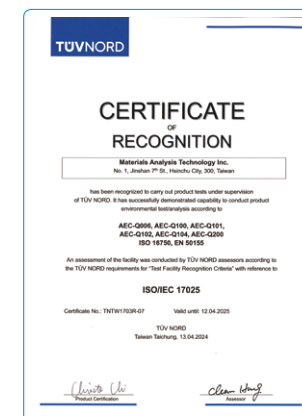 TÜVNORD
CERTIFICATE
OF
RECOGNITION
Materials Analysis Technology Inc.
No. 1, Jinshan 7th St., Hsinchu City, 300, Taiwan
has been recognized to carry out product tests under supervision
of TÜV NORD. It has successfully demonstrated capability to conduct product
environmental test/analysis according to
AEC-Q006, AEC-Q100, AEC-Q101,
AEC-Q102, AEC-Q104, AEC-Q200
ISO 16750, EN 50155
An assessment of the facility was conducted by TÜV NORD assessors according to
the TÜV NORD requirements for "Test Facility Recognition Criteria" with reference to
ISO/IEC 17025
Certificate No.: TNTW1703R-07 Valid until: 12.04.2025
TÜV NORD
Taiwan Taichung, 13.04.2024
Product Certification Assessor